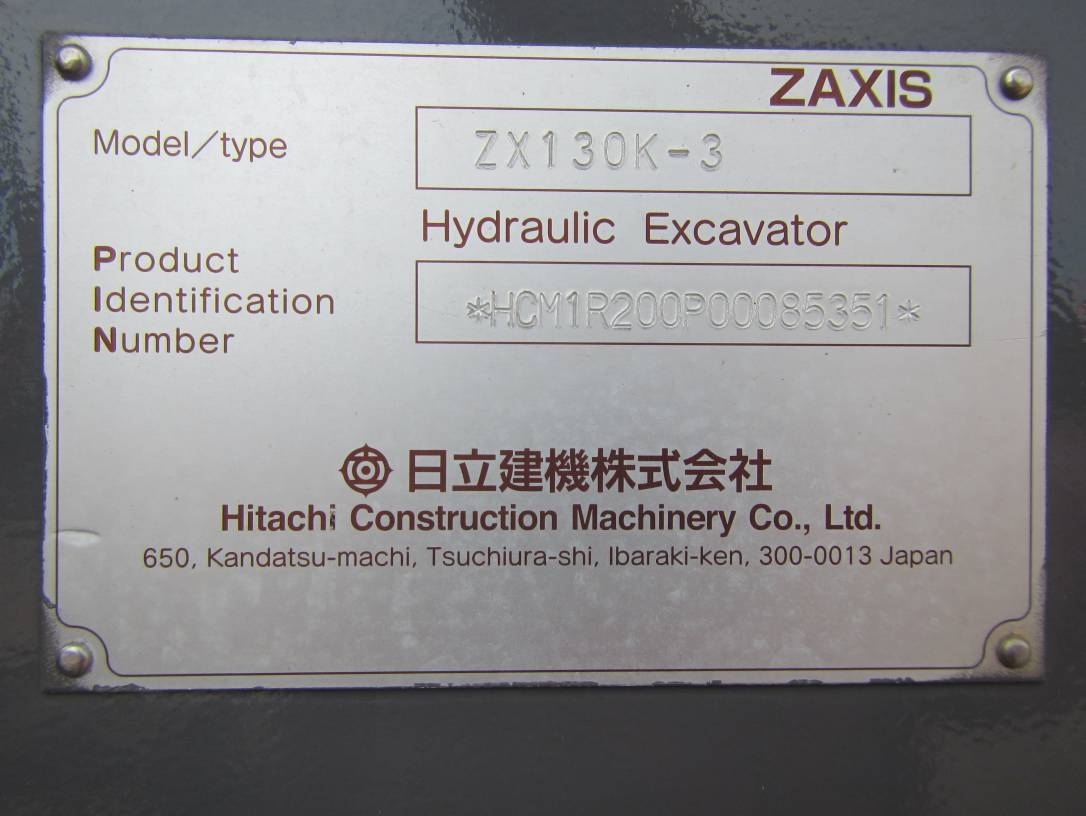 ZAXIS
Model/type
ZX130K-3
Hydraulic Excavator
Product
Identification
Number
*HCM1R200P00085351*
日立建機株式会社
Hitachi Construction Machinery Co., Ltd.
650, Kandatsu-machi, Tsuchiura-shi, Ibaraki-ken, 300-0013 Japan